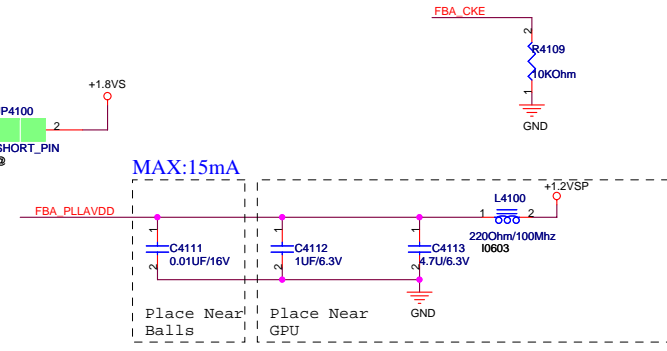 FBA_CKE
2
R4109
10KOhm
1
GND
+1.8VS
P4100
2
SHORT_PIN
@
MAX:15mA
+1.2VSP
L4100
FBA_PLLAVDD
1
2
220Ohm/100Mhz
l0603
1
C4111
0.01UF/16V
2
1
C4112
1UF/6.3V
2
1
C4113
4.7U/6.3V
2
GND
Place Near
Balls
Place Near
GPU